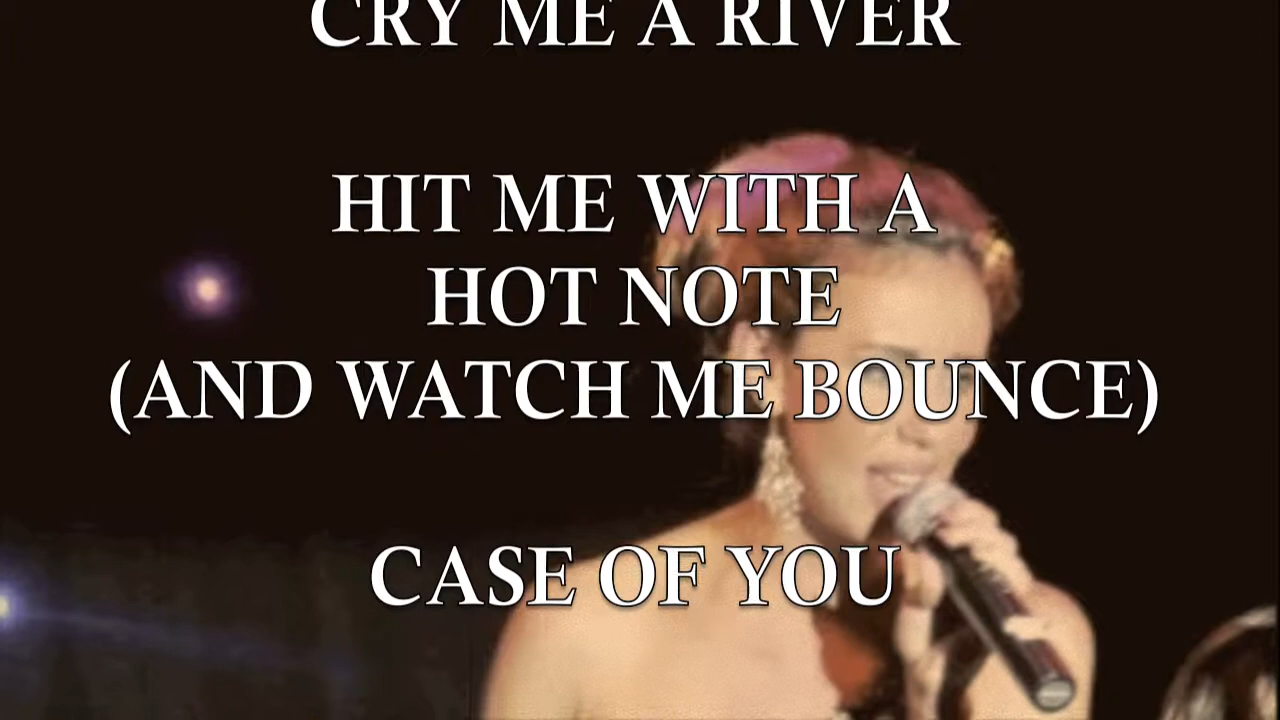 CRY ME A RIVER
HIT ME WITH A
HOT NOTE
(AND WATCH ME BOUNCE)
CASE OF YOU